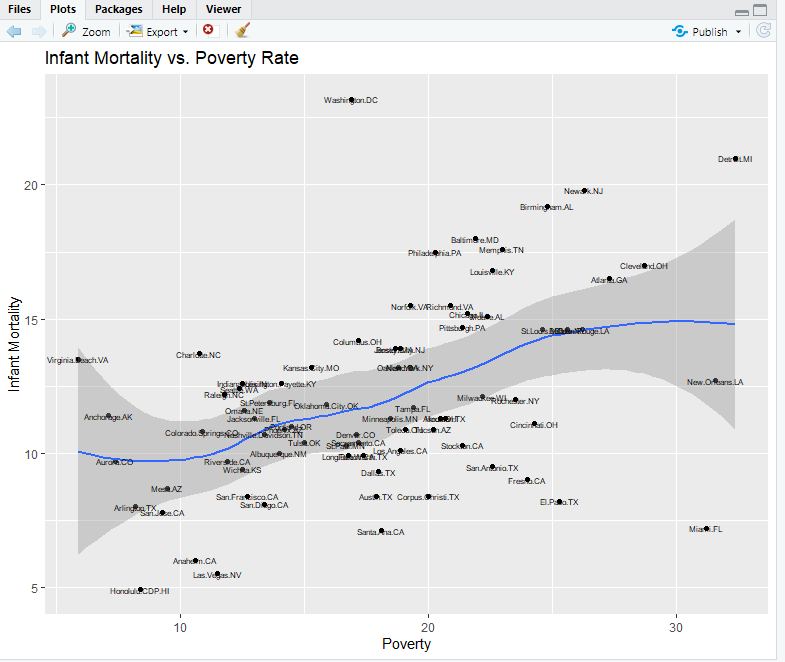 Files Plots Packages Help Viewer
Zoom Export Publish
Infant Mortality vs. Poverty Rate
Washington.DC
Detroit.MI
Newark.NJ
Birmingham.AL
Baltimore.MD
Memphis.TN
Philadelphia.PA
Cleveland.OH
Louisville.KY
Atlanta.GA
Norfolk.VA
Richmond.VA
Pittsburgh.PA
Columbus.OH
Charlotte.NC
Virginia.Beach.VA
Kansas.City.MO
New.Orleans.LA
Raleigh.NC
St.Petersburg.FL
Oklahoma.City.OK
Milwaukee.WI
Rochester.NY
Tampa.FL
Omaha.NE
Anchorage.AK
Jacksonville.FL
Minneapolis.MN
Cincinnati.OH
Colorado.Springs.CO
Denver.CO
Tulsa.OK
Sacramento.CA
Stockton.CA
Los.Angeles.CA
Albuquerque.NM
Aurora.CO
Riverside.CA
Wichita.KS
Dallas.TX
San.Antonio.TX
Fresno.CA
Mesa.AZ
San.Francisco.CA
San.Diego.CA
Austin.TX
Corpus.Christi.TX
El.Paso.TX
Arlington.TX
San.Jose.CA
Santa.Ana.CA
Miami.FL
Anaheim.CA
Las.Vegas.NV
Honolulu.CDP.HI
20
15
10
5
Infant Mortality
10 20 30
Poverty